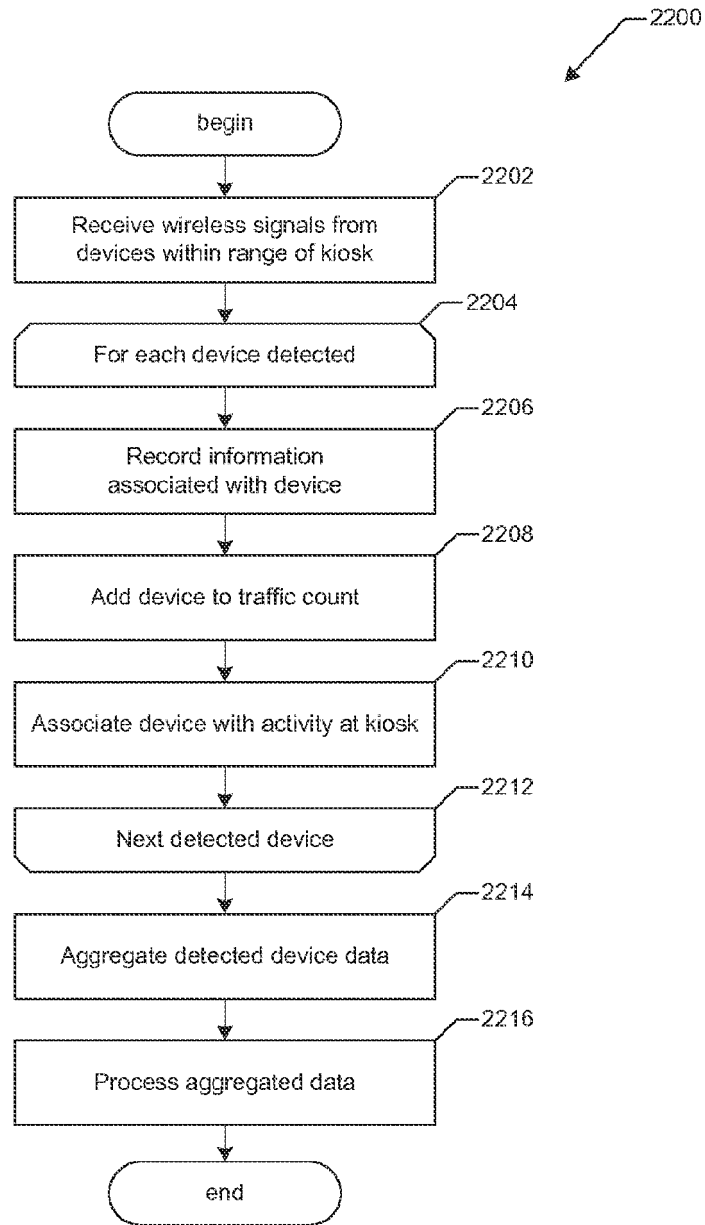 2200
begin
2202
Receive wireless signals from
devices within range of kiosk
2204
For each device detected
2206
Record information
associated with device
2208
Add device to traffic count
2210
Associate device with activity at kiosk
2212
Next detected device
2214
Aggregate detected device data
2216
Process aggregated data
end